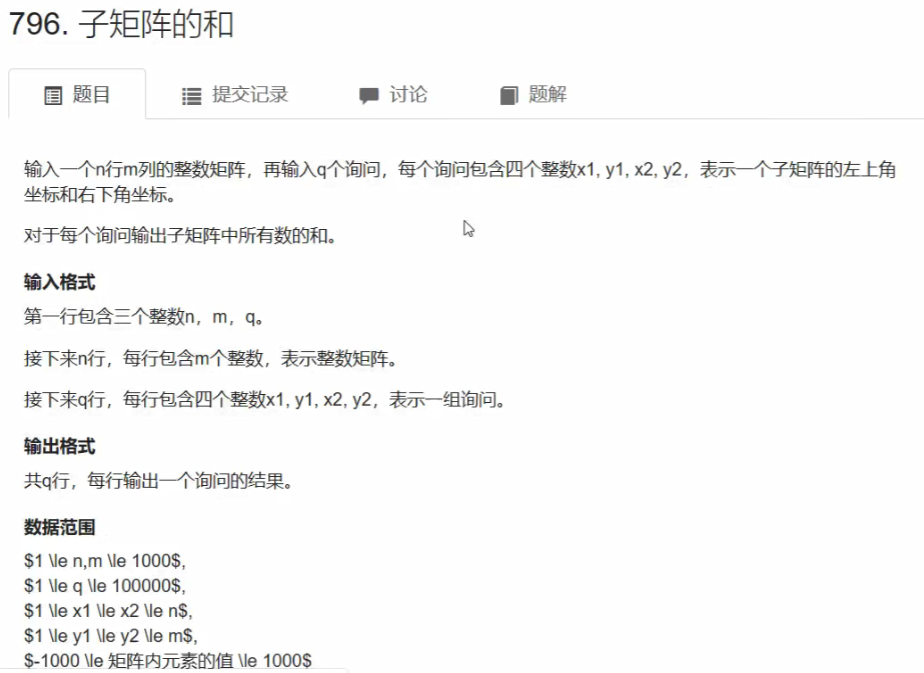 796. 子矩阵的和
题目 提交记录 讨论 题解
输入一个n行m列的整数矩阵，再输入q个询问，每个询问包含四个整数x1, y1, x2, y2，表示一个子矩阵的左上角
坐标和右下角坐标。
对于每个询问输出子矩阵中所有数的和。
输入格式
第一行包含三个整数n，m，q。
接下来n行，每行包含m个整数，表示整数矩阵。
接下来q行，每行包含四个整数x1, y1, x2, y2，表示一组询问。
输出格式
共q行，每行输出一个询问的结果。
数据范围
$1 \le n,m \le 1000$,
$1 \le q \le 100000$,
$1 \le x1 \le x2 \le n$,
$1 \le y1 \le y2 \le m$,
$-1000 \le 矩阵内元素的值 \le 1000$